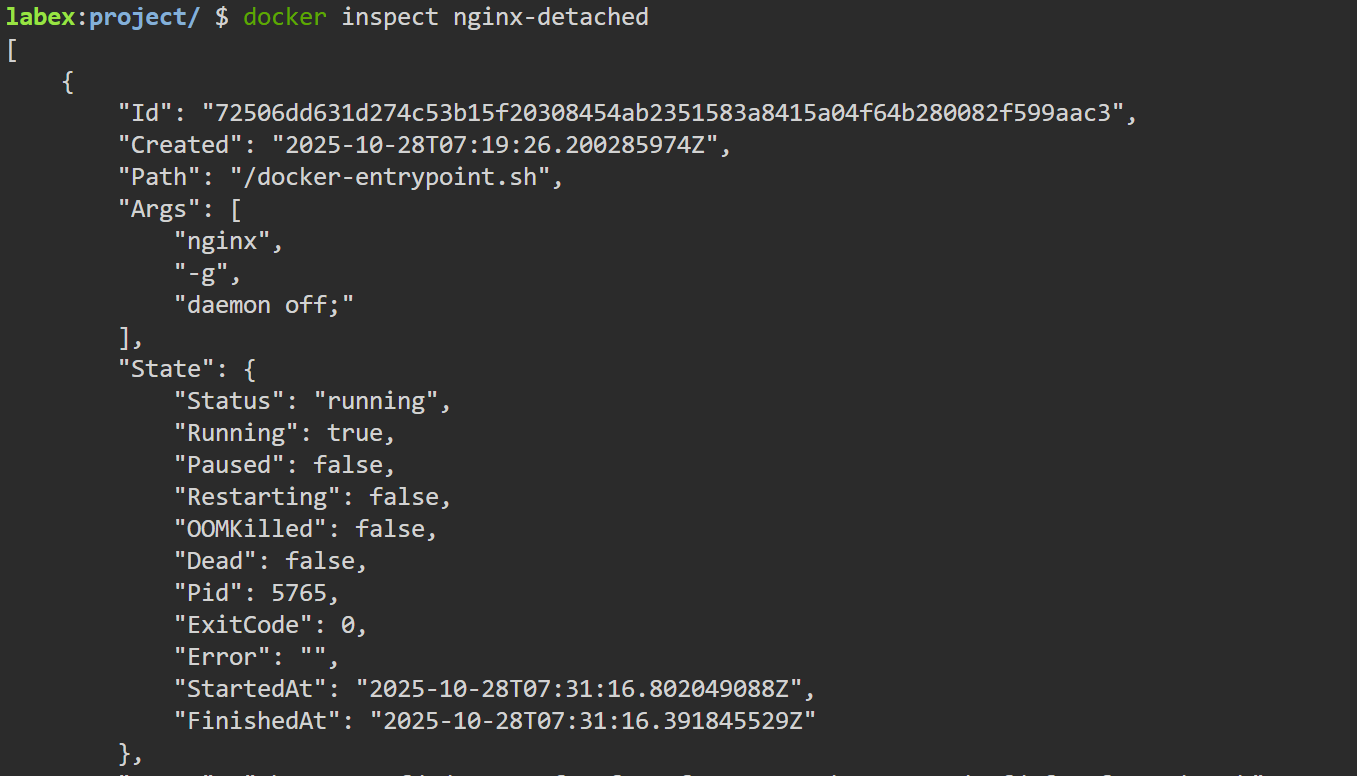 labex:project/ $ docker inspect nginx-detached
[
    {
        "Id": "72506dd631d274c53b15f20308454ab2351583a8415a04f64b280082f599aac3",
        "Created": "2025-10-28T07:19:26.200285974Z",
        "Path": "/docker-entrypoint.sh",
        "Args": [
            "nginx",
            "-g",
            "daemon off;"
        ],
        "State": {
            "Status": "running",
            "Running": true,
            "Paused": false,
            "Restarting": false,
            "OOMKilled": false,
            "Dead": false,
            "Pid": 5765,
            "ExitCode": 0,
            "Error": "",
            "StartedAt": "2025-10-28T07:31:16.802049088Z",
            "FinishedAt": "2025-10-28T07:31:16.391845529Z"
        },